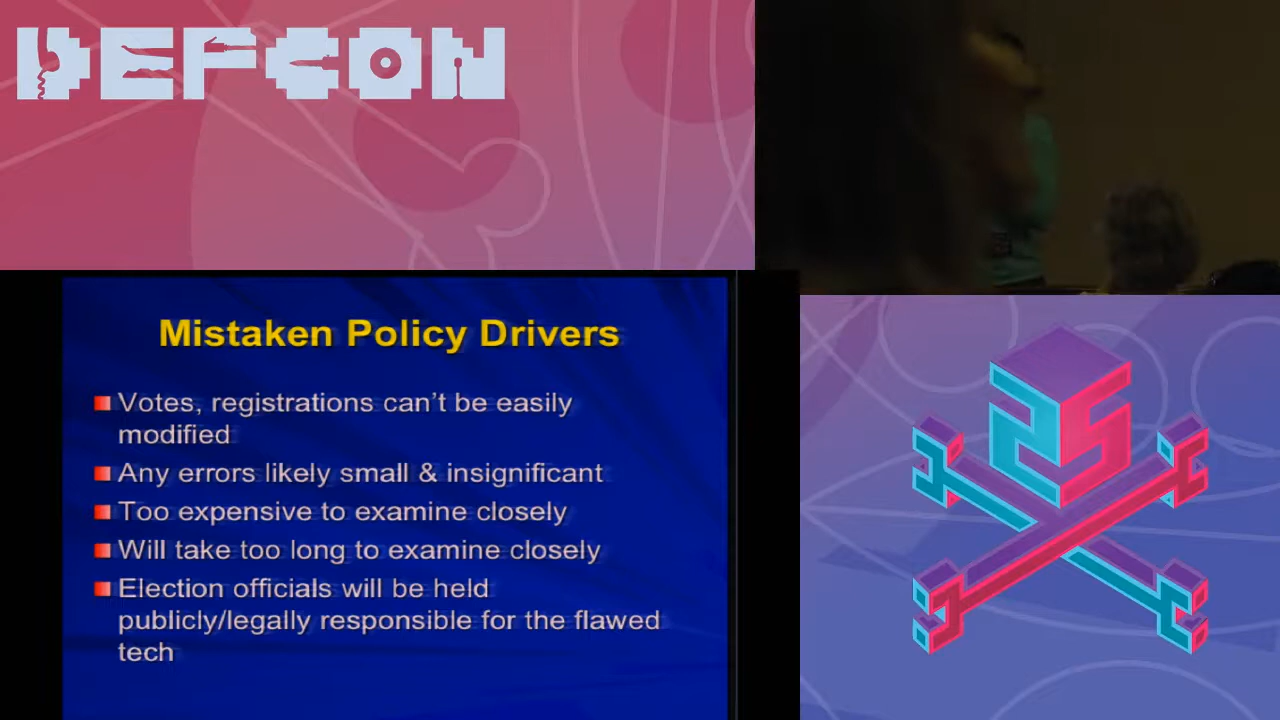 DEFCON
Mistaken Policy Drivers
Votes, registrations can't be easily
modified
Any errors likely small & insignificant
Too expensive to examine closely
Will take too long to examine closely
Election officials will be held
publicly/legally responsible for the flawed
tech
25